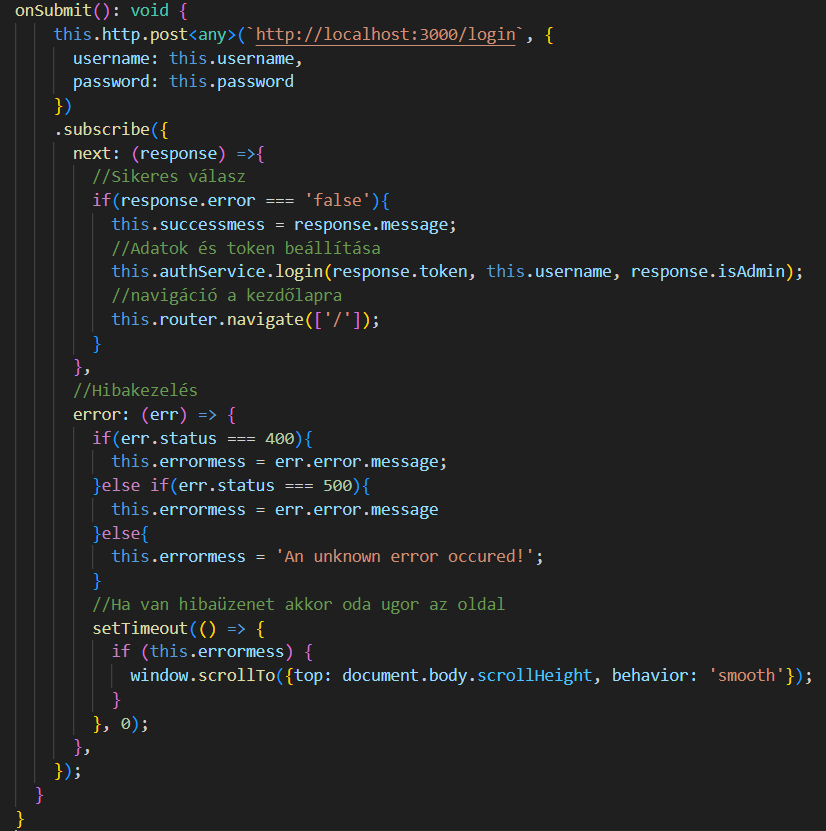 onSubmit(): void {
    this.http.post<any>(`http://localhost:3000/login`, {
      username: this.username,
      password: this.password
    })
    .subscribe({
      next: (response) =>{
        //Sikeres válasz
        if(response.error === 'false'){
          this.successmess = response.message;
          //Adatok és token beállítása
          this.authService.login(response.token, this.username, response.isAdmin);
          //navigáció a kezdőlapra
          this.router.navigate(['/']);
        }
      },
      //Hibakezelés
      error: (err) => {
        if(err.status === 400){
          this.errormess = err.error.message;
        }else if(err.status === 500){
          this.errormess = err.error.message
        }else{
          this.errormess = 'An unknown error occured!';
        }
        //Ha van hibaüzenet akkor oda ugor az oldal
        setTimeout(() => {
          if (this.errormess) {
            window.scrollTo({top: document.body.scrollHeight, behavior: 'smooth'});
          }
        }, 0);
      },
    });
  }
}